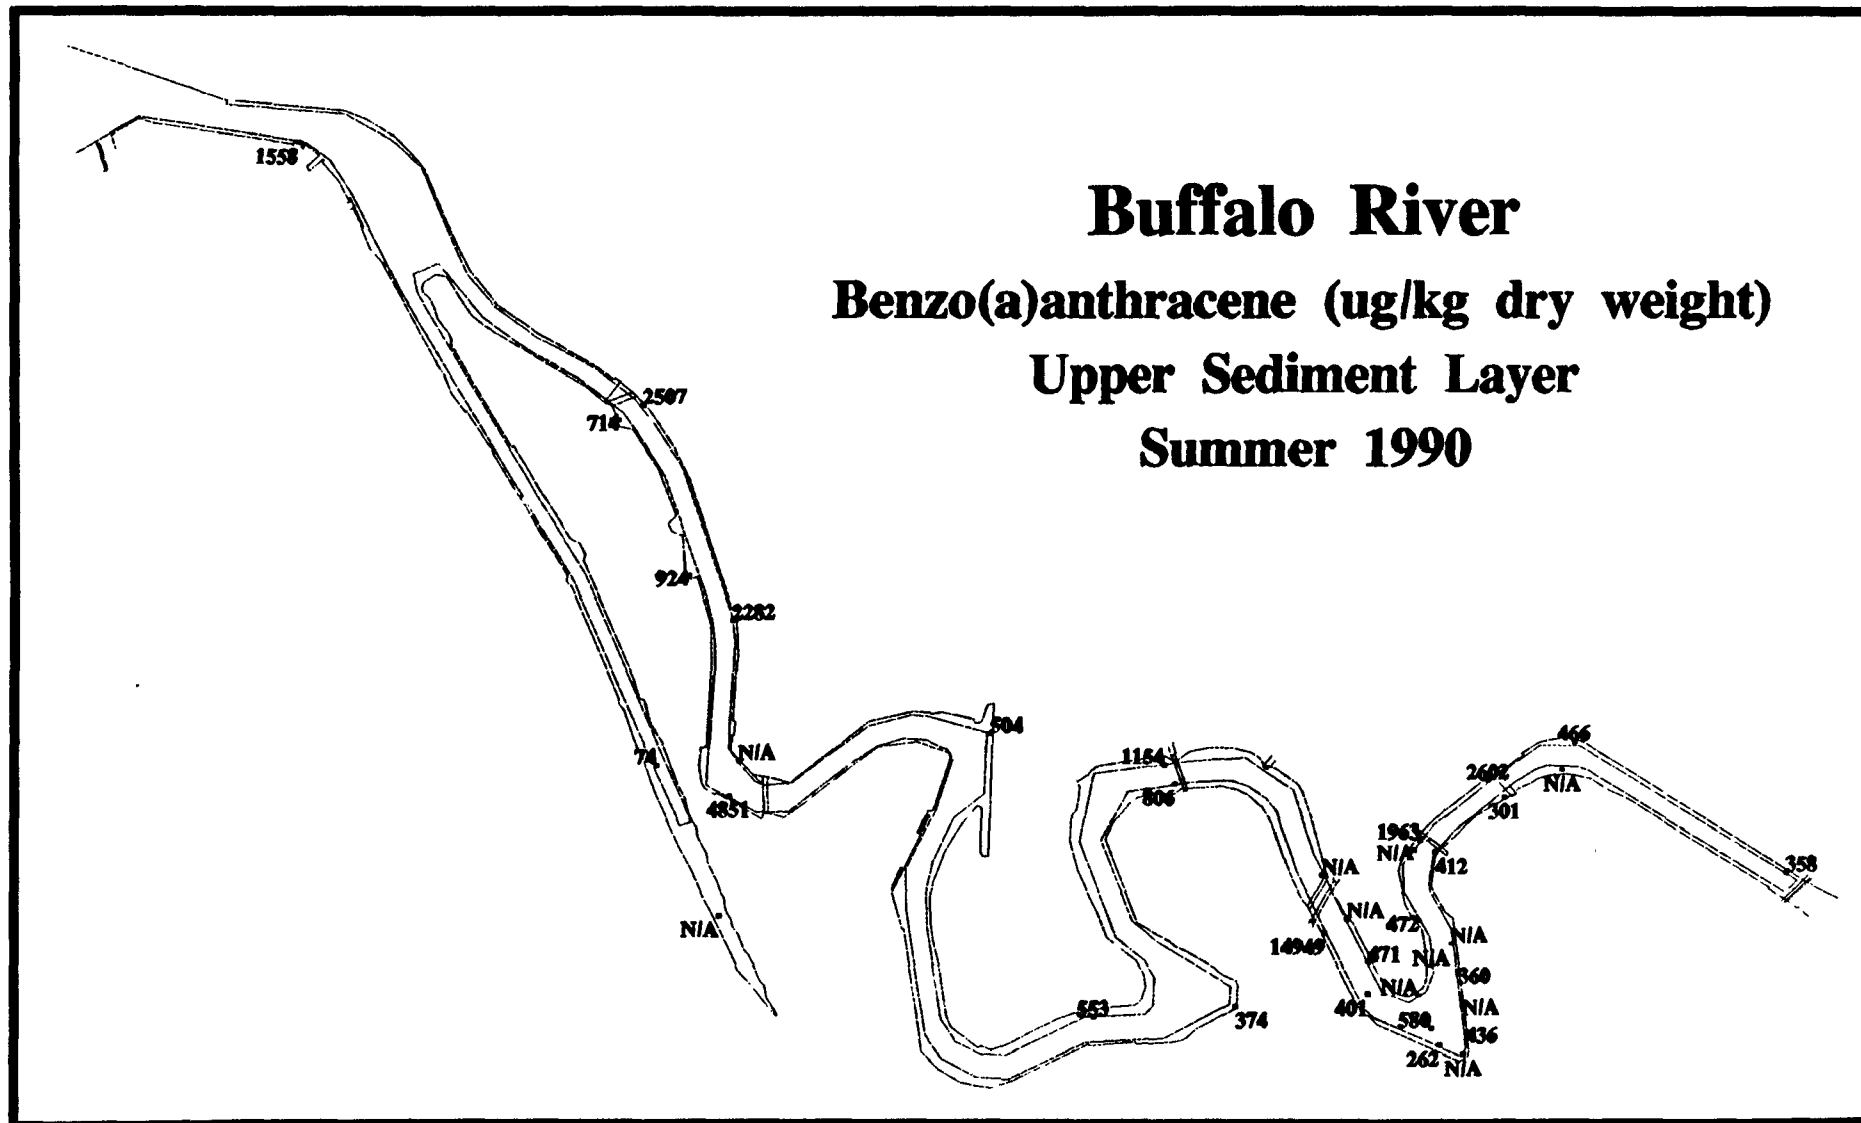 Buffalo River
Benzo(a)anthracene (ug/kg dry weight)
Upper Sediment Layer
Summer 1990
1558
2507
714
924
2282
N/A
74
4851
N/A
504
1154
806
553
374
N/A
N/A
14949
471
N/A
401
580
262
N/A
436
N/A
360
N/A
N/A
472
412
N/A
1963
301
2602
N/A
466
358